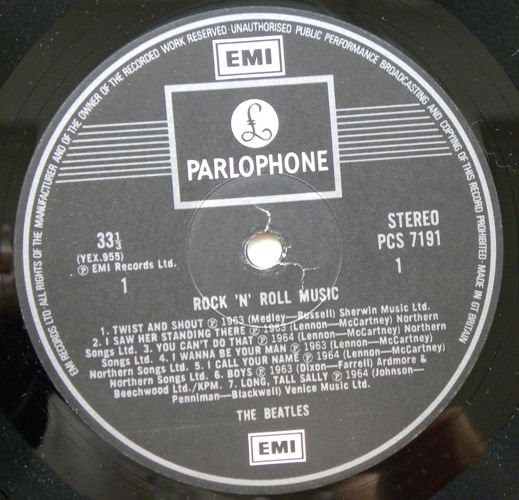 EMI RECORDS LTD ALL RIGHTS OF THE MANUFACTURER AND OF THE OWNER OF THE RECORDED WORK RESERVED · UNAUTHORISED PUBLIC PERFORMANCE BROADCASTING AND COPYING OF THIS RECORD PROHIBITED · MADE IN GT BRITAIN
EMI
£
PARLOPHONE
33⅓
(YEX.955)
Ⓟ EMI Records Ltd.
1
STEREO
PCS 7191
1
ROCK 'N' ROLL MUSIC
1. TWIST AND SHOUT Ⓟ 1963 (Medley—Russell) Sherwin Music Ltd.
2. I SAW HER STANDING THERE Ⓟ 1963 (Lennon—McCartney) Northern
Songs Ltd. 3. YOU CAN'T DO THAT Ⓟ 1964 (Lennon—McCartney) Northern
Songs Ltd. 4. I WANNA BE YOUR MAN Ⓟ 1963 (Lennon—McCartney)
Northern Songs Ltd. 5. I CALL YOUR NAME Ⓟ 1964 (Lennon—McCartney)
Northern Songs Ltd. 6. BOYS Ⓟ 1963 (Dixon—Farrell) Ardmore &
Beechwood Ltd./KPM. 7. LONG, TALL SALLY Ⓟ 1964 (Johnson—
Penniman—Blackwell) Venice Music Ltd.
THE BEATLES
EMI